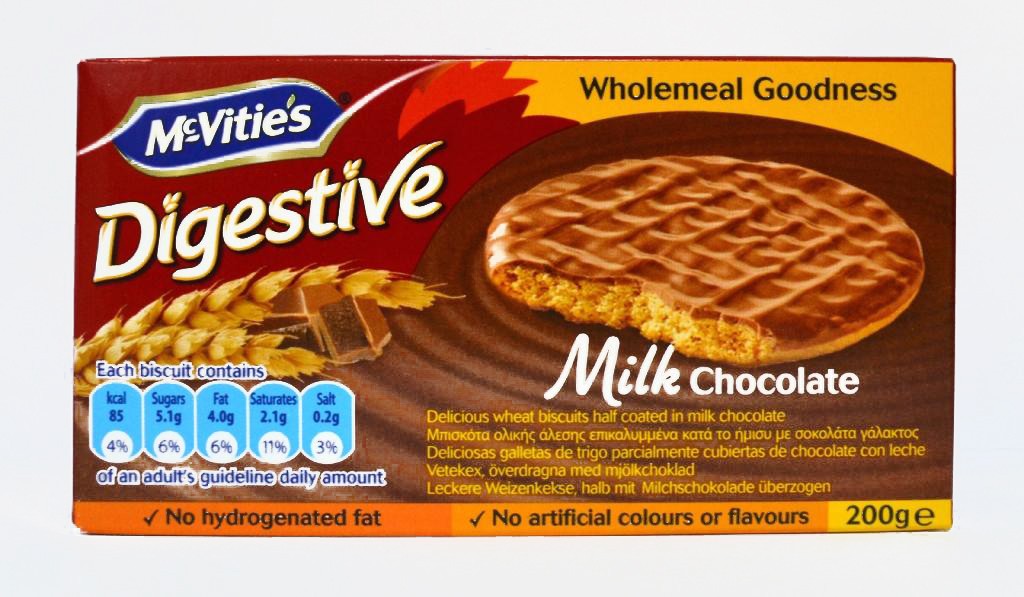 McVitie's®
Digestive
Wholemeal Goodness
Milk Chocolate
Delicious wheat biscuits half coated in milk chocolate
Μπισκότα ολικής άλεσης επικαλυμμένα κατά το ήμισυ με σοκολάτα γάλακτος
Deliciosas galletas de trigo parcialmente cubiertas de chocolate con leche
Vetekex, överdragna med mjölkchoklad
Leckere Weizenkekse, halb mit Milchschokolade überzogen
Each biscuit contains
kcal Sugars Fat Saturates Salt
85 5.1g 4.0g 2.1g 0.2g
4% 6% 6% 11% 3%
of an adult's guideline daily amount
✓ No hydrogenated fat ✓ No artificial colours or flavours 200g e